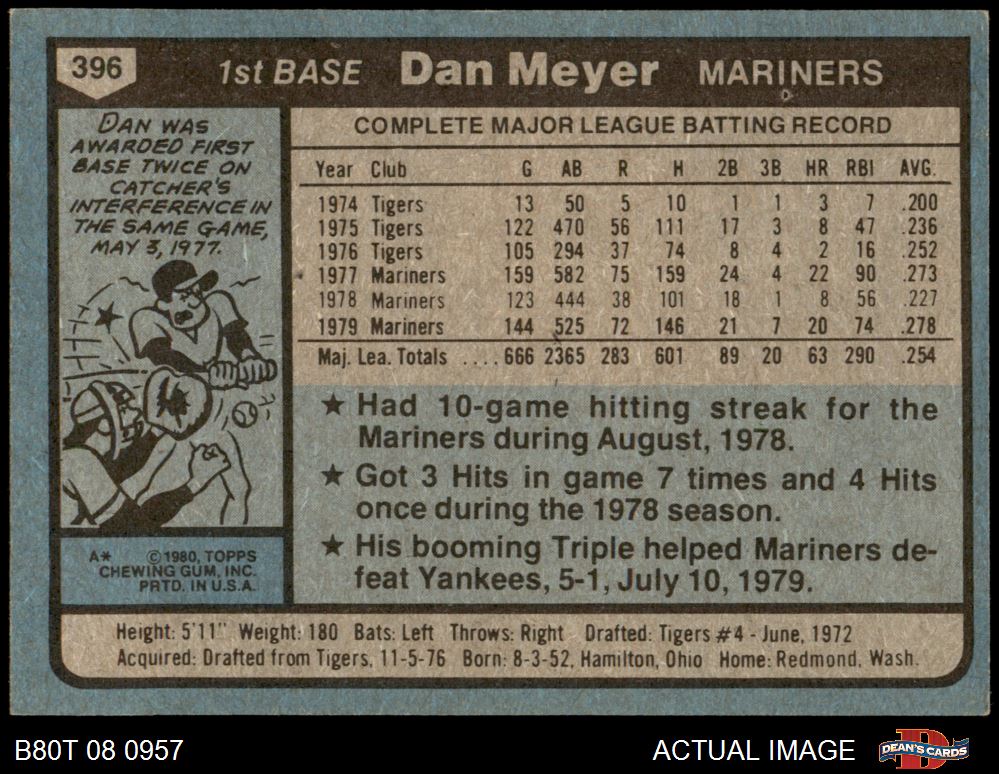 396 1st BASE Dan Meyer MARINERS
DAN WAS
AWARDED FIRST
BASE TWICE ON
CATCHER'S
INTERFERENCE IN
THE SAME GAME,
MAY 3, 1977.
COMPLETE MAJOR LEAGUE BATTING RECORD
Year Club G AB R H 2B 3B HR RBI AVG.
1974 Tigers 13 50 5 10 1 1 3 7 .200
1975 Tigers 122 470 56 111 17 3 8 47 .236
1976 Tigers 105 294 37 74 8 4 2 16 .252
1977 Mariners 159 582 75 159 24 4 22 90 .273
1978 Mariners 123 444 38 101 18 1 8 56 .227
1979 Mariners 144 525 72 146 21 7 20 74 .278
Maj. Lea. Totals .... 666 2365 283 601 89 20 63 290 .254
★ Had 10-game hitting streak for the
Mariners during August, 1978.
★ Got 3 Hits in game 7 times and 4 Hits
once during the 1978 season.
★ His booming Triple helped Mariners de-
feat Yankees, 5-1, July 10, 1979.
A* ©1980, TOPPS
CHEWING GUM, INC.
PRTD. IN U.S.A.
Height: 5'11" Weight: 180 Bats: Left Throws: Right Drafted: Tigers #4 - June, 1972
Acquired: Drafted from Tigers, 11-5-76 Born: 8-3-52, Hamilton, Ohio Home: Redmond, Wash.
B80T 08 0957 ACTUAL IMAGE DEAN'S CARDS